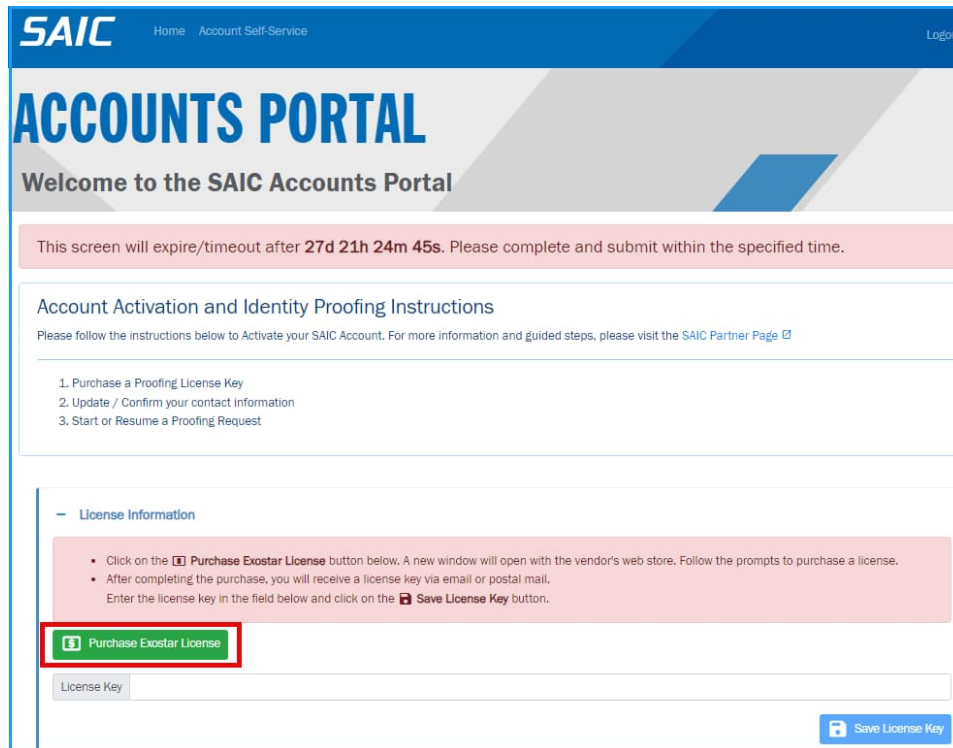 SAIC Home Account Self-Service
ACCOUNTS PORTAL
Welcome to the SAIC Accounts Portal
This screen will expire/timeout after 27d 21h 24m 45s. Please complete and submit within the specified time.
Account Activation and Identity Proofing Instructions
Please follow the instructions below to Activate your SAIC Account. For more information and guided steps, please visit the SAIC Partner Page
1. Purchase a Proofing License Key
2. Update / Confirm your contact information
3. Start or Resume a Proofing Request
− License Information
• Click on the Purchase Exostar License button below. A new window will open with the vendor's web store. Follow the prompts to purchase a license.
• After completing the purchase, you will receive a license key via email or postal mail.
Enter the license key in the field below and click on the Save License Key button.
Purchase Exostar License
License Key
Save License Key